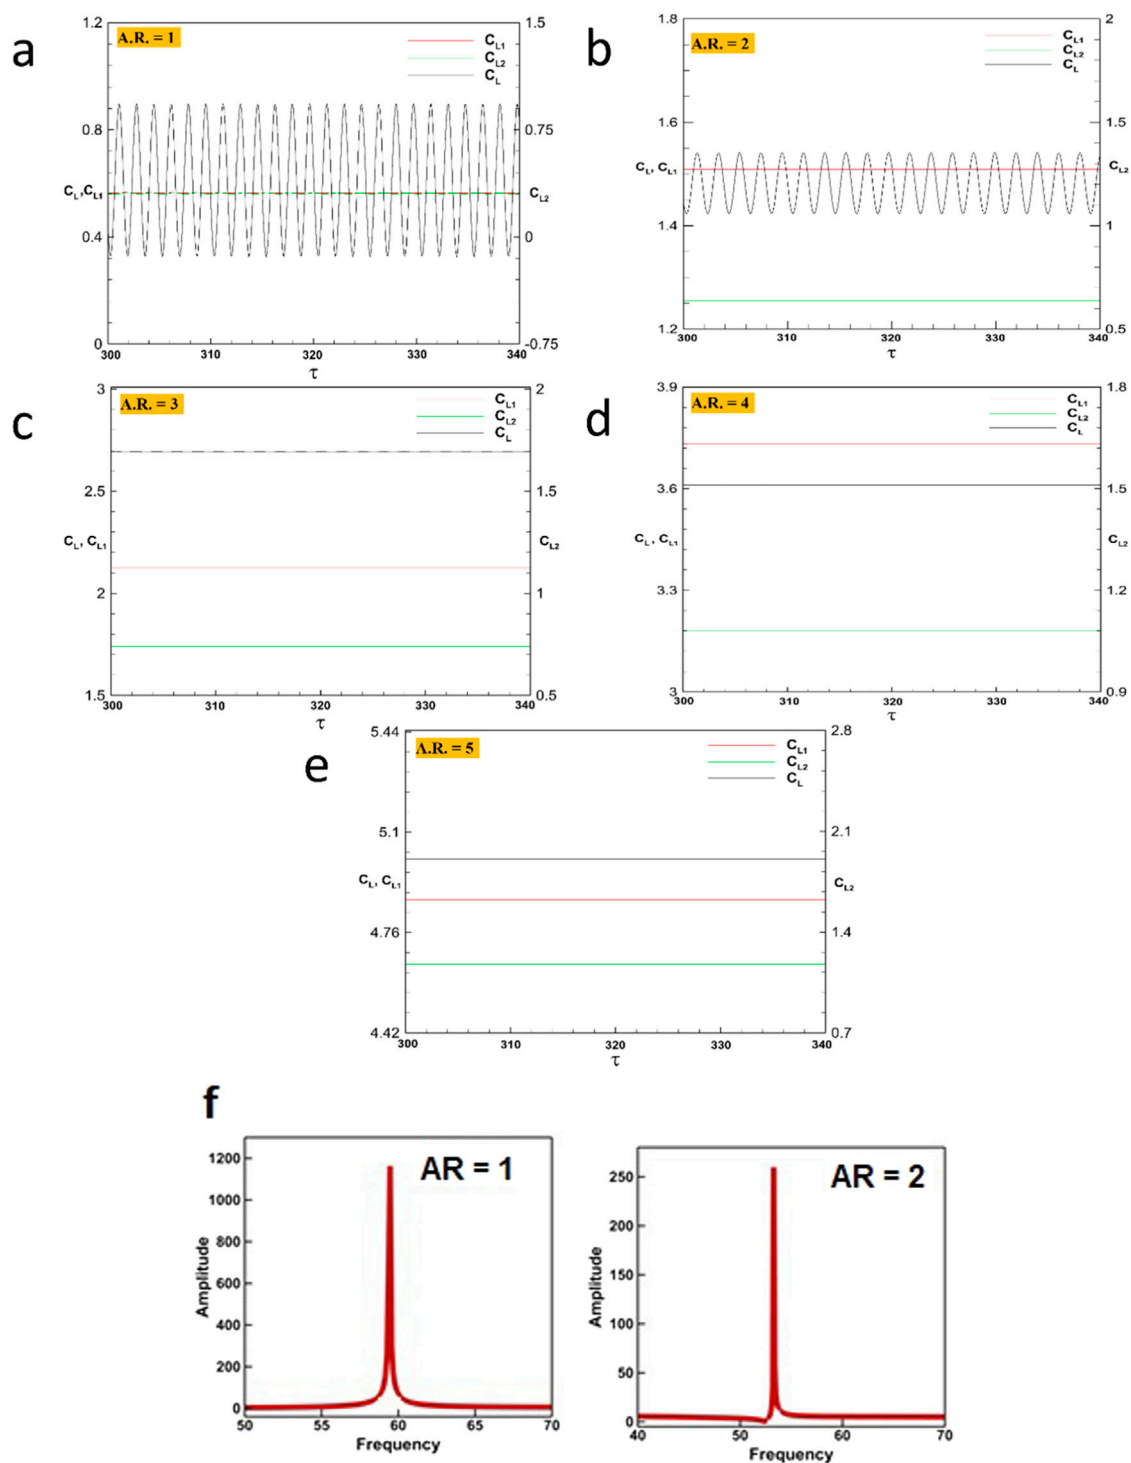 a
A.R. = 1
1.2
0.8
0.4
0
C_L, C_L1
1.5
0.75
0
-0.75
C_L2
C_L1
C_L2
C_L
300
310
320
330
340
τ
b
A.R. = 2
1.8
1.6
1.4
1.2
C_L, C_L1
2
1.5
1
0.5
C_L2
C_L1
C_L2
C_L
300
310
320
330
340
τ
c
A.R. = 3
3
2.5
2
1.5
C_L, C_L1
2
1.5
1
0.5
C_L2
C_L1
C_L2
C_L
300
310
320
330
340
τ
d
A.R. = 4
3.9
3.6
3.3
3
C_L, C_L1
1.8
1.5
1.2
0.9
C_L2
C_L1
C_L2
C_L
300
310
320
330
340
τ
e
A.R. = 5
5.44
5.1
4.76
4.42
C_L, C_L1
2.8
2.1
1.4
0.7
C_L2
C_L1
C_L2
C_L
300
310
320
330
340
τ
f
AR = 1
1200
1000
800
600
400
200
0
Amplitude
50
55
60
65
70
Frequency
AR = 2
250
200
150
100
50
0
Amplitude
40
50
60
70
Frequency